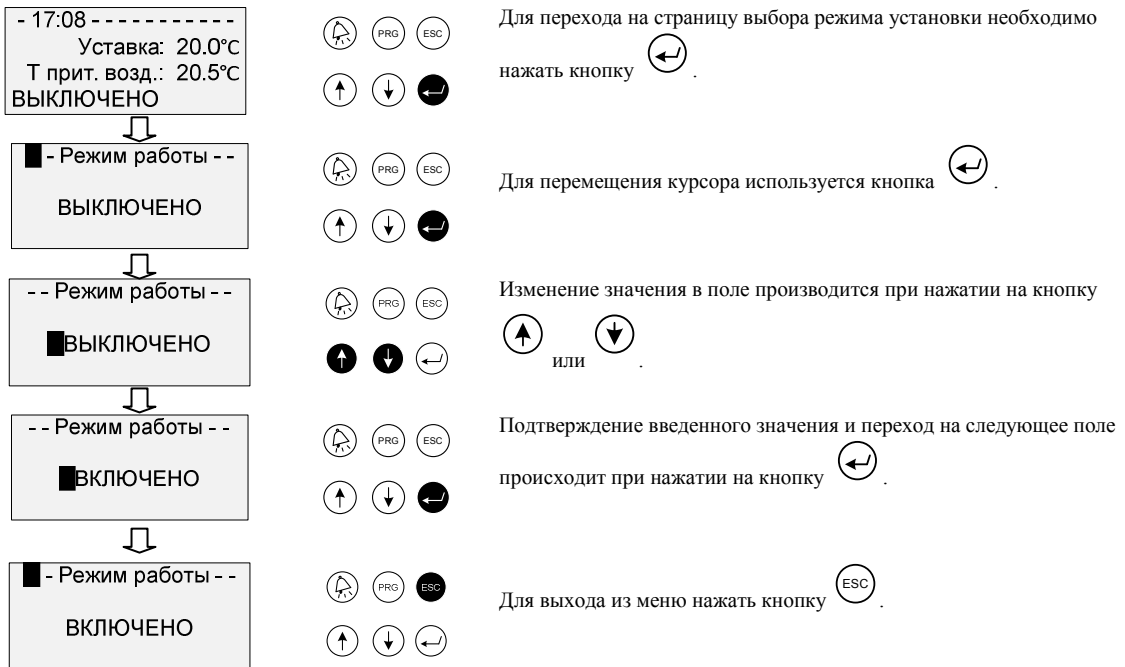 - 17:08 - - - - - - - - - - -
Уставка: 20.0°C
Т прит. возд.: 20.5°C
ВЫКЛЮЧЕНО
PRG ESC
Для перехода на страницу выбора режима установки необходимо
нажать кнопку .
- Режим работы - -
ВЫКЛЮЧЕНО
PRG ESC
Для перемещения курсора используется кнопка .
- - Режим работы - -
ВЫКЛЮЧЕНО
PRG ESC
Изменение значения в поле производится при нажатии на кнопку
или .
- - Режим работы - -
ВКЛЮЧЕНО
PRG ESC
Подтверждение введенного значения и переход на следующее поле
происходит при нажатии на кнопку .
- Режим работы - -
ВКЛЮЧЕНО
PRG ESC
Для выхода из меню нажать кнопку ESC .